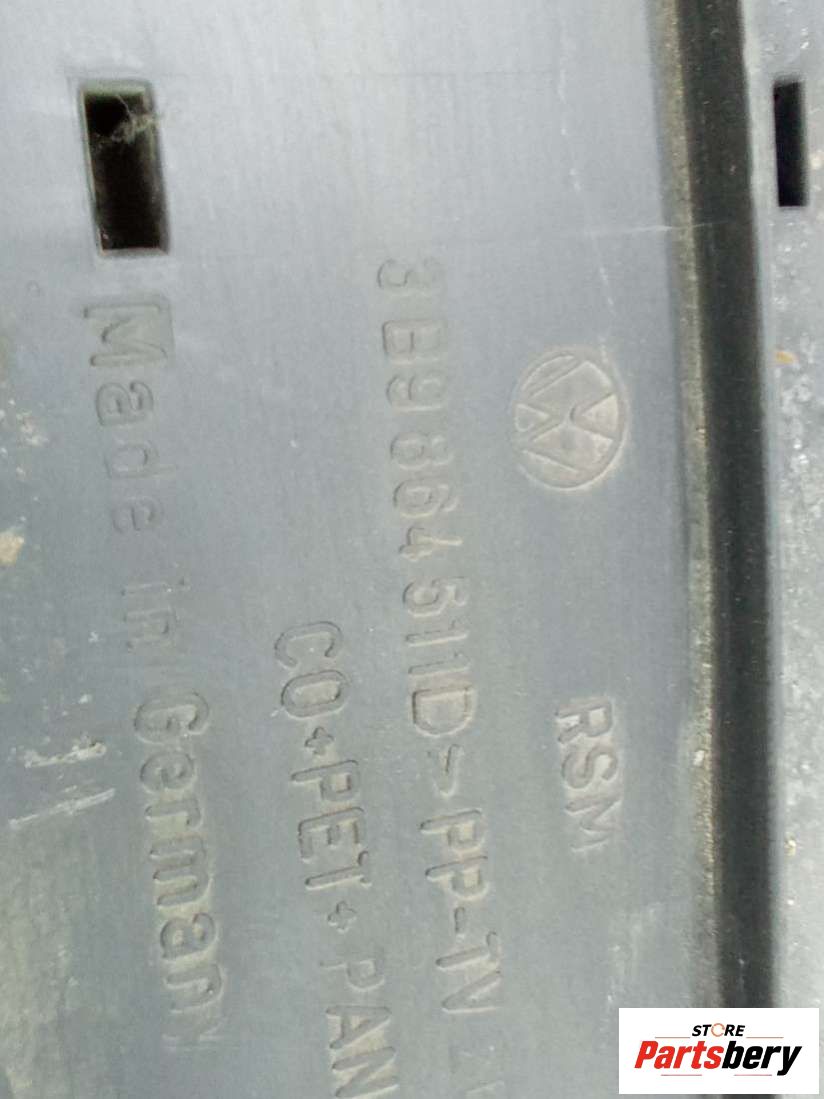 RSM
3B9 864 511D >PP-TV
CO+PET+PAN
Made in Germany
STORE
Partsbery